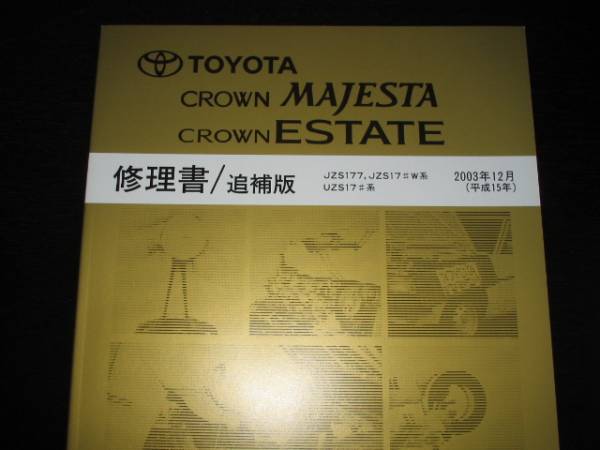 TOYOTA
CROWN MAJESTA
CROWN ESTATE
修理書/追補版 JZS177, JZS17#W系 2003年12月
UZS17#系 (平成15年)